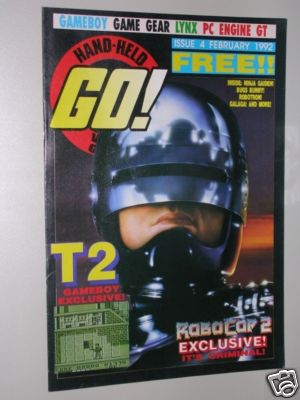 GAMEBOY GAME GEAR LYNX PC ENGINE GT
ISSUE 4 FEBRUARY 1992
FREE!!
HAND-HELD
GO!
INSIDE: NINJA GAIDEN!
BUGS BUNNY!
ROBOTRON!
GALAGA! AND MORE!
T2
GAMEBOY
EXCLUSIVE!
ROBOCOP 2
EXCLUSIVE!
IT'S CRIMINAL!